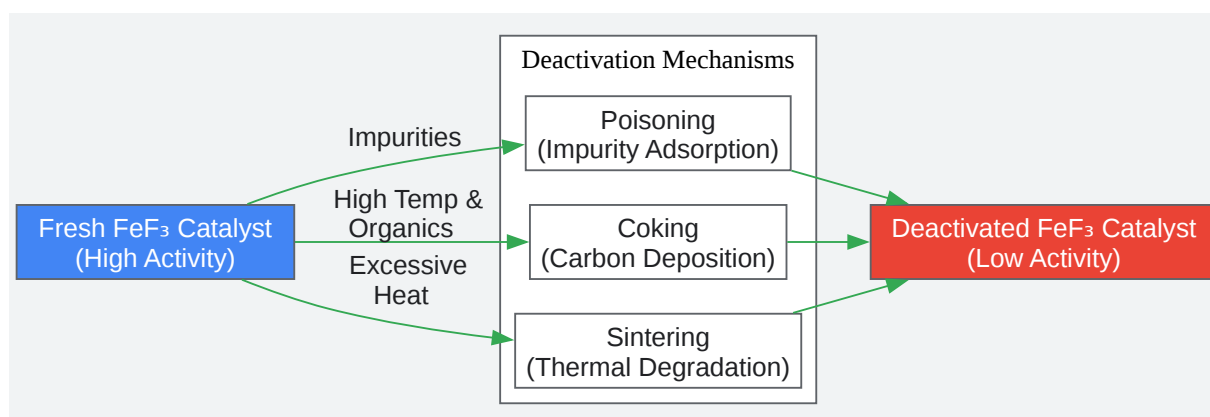 Deactivation Mechanisms
Impurities
Poisoning
(Impurity Adsorption)
High Temp &
Organics
Fresh FeF₃ Catalyst
(High Activity)
Coking
(Carbon Deposition)
Deactivated FeF₃ Catalyst
(Low Activity)
Excessive
Heat
Sintering
(Thermal Degradation)